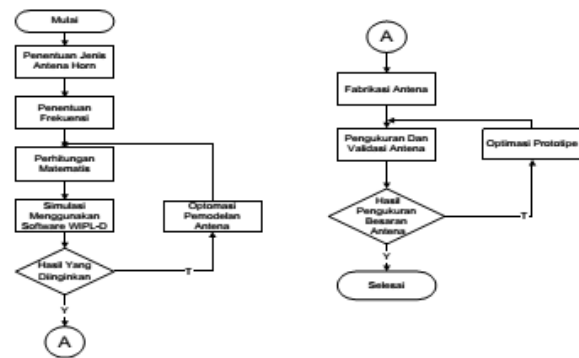 Mulai
Penentuan Jenis
Antena Horn
Penentuan
Frekuensi
Perhitungan
Matematis
Simulasi
Menggunakan
Software WIPL-D
Optomasi
Pemodelan
Antena
Hasil Yang
Diinginkan
T
Y
A
A
Fabrikasi Antena
Pengukuran Dan
Validasi Antena
Optimasi Prototipe
Hasil
Pengukuran
Besaran
Antena
T
Y
Selesai